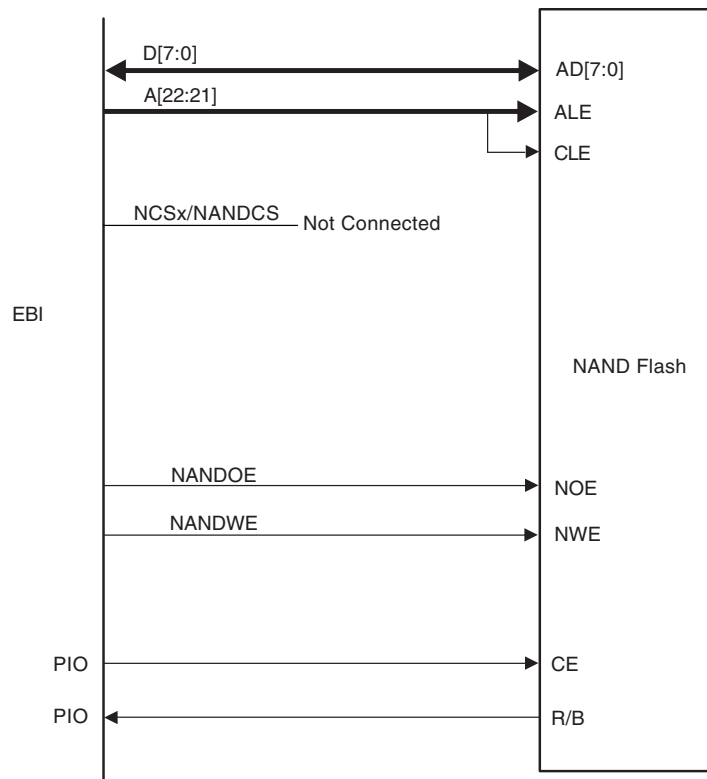 D[7:0]
AD[7:0]
A[22:21]
ALE
CLE
NCSx/NANDCS
Not Connected
EBI
NAND Flash
NANDOE
NOE
NANDWE
NWE
PIO
CE
PIO
R/B